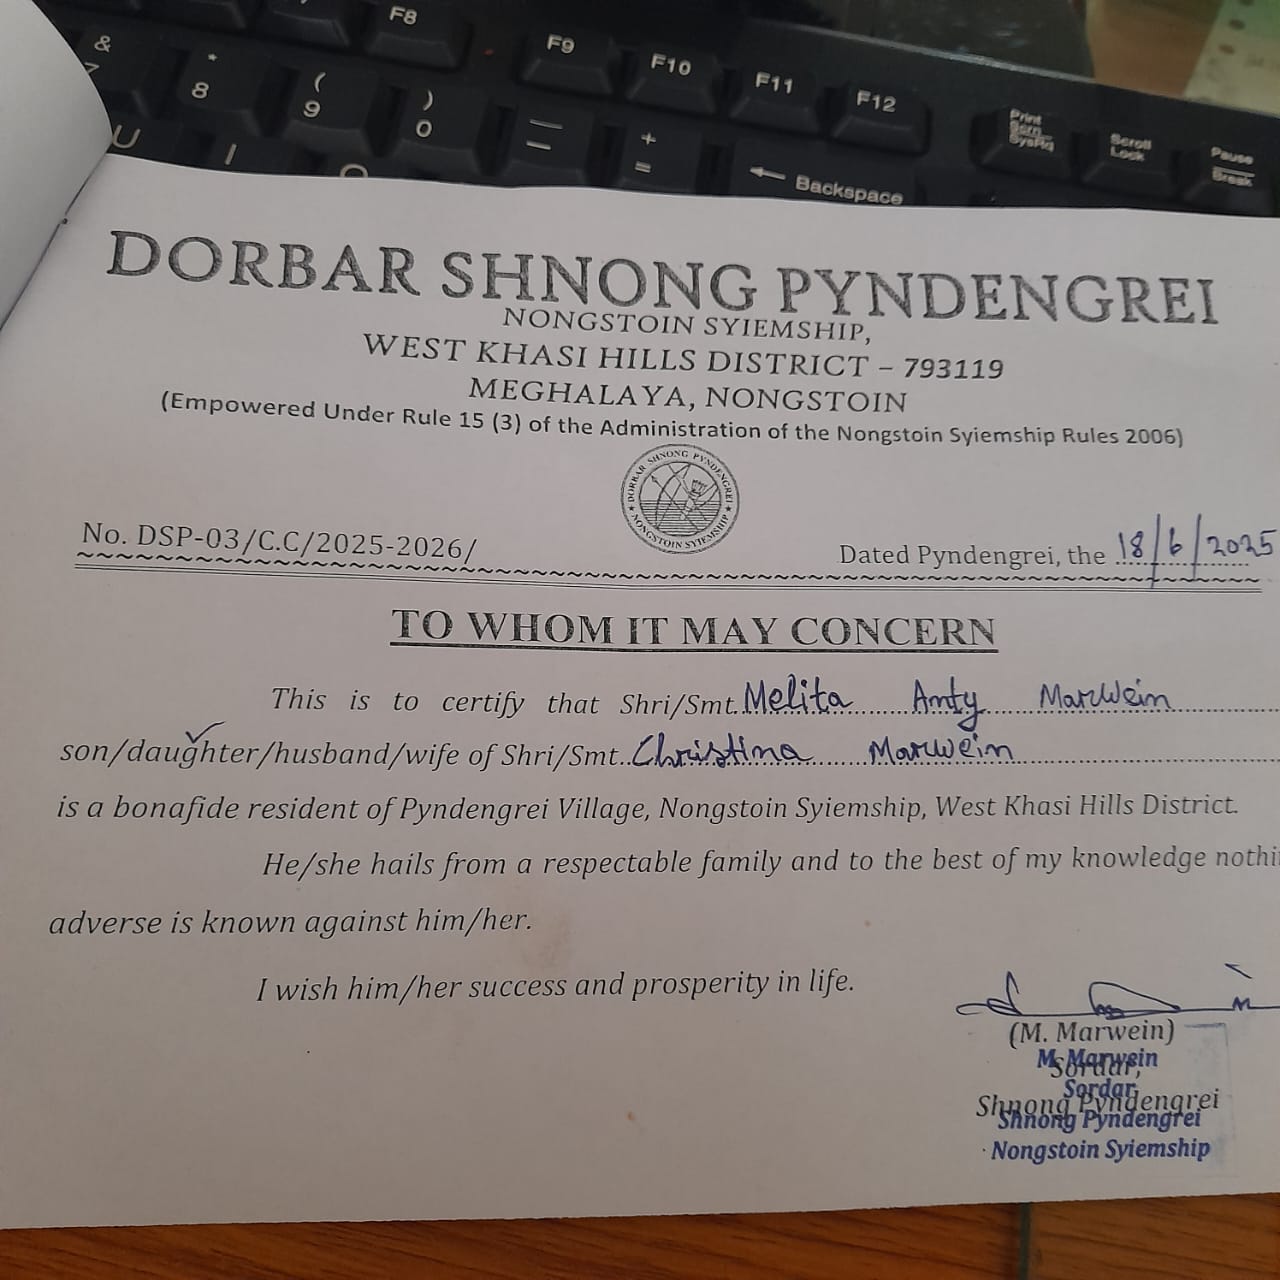 F8
F9
F10
F11
F12
Print Scrn SysRq
Scroll Lock
Pause Break
& 7
* 8
( 9
) 0
+ =
← Backspace
U
I
O
DORBAR SHNONG PYNDENGREI
NONGSTOIN SYIEMSHIP,
WEST KHASI HILLS DISTRICT – 793119
MEGHALAYA, NONGSTOIN
(Empowered Under Rule 15 (3) of the Administration of the Nongstoin Syiemship Rules 2006)
DORBAR SHNONG PYNDENGREI
NONGSTOIN SYIEMSHIP
No. DSP-03/C.C/2025-2026/
Dated Pyndengrei, the 18/6/2025
TO WHOM IT MAY CONCERN
This is to certify that Shri/Smt. Melita Amty Marwein
son/daughter/husband/wife of Shri/Smt. Christina Marwein
is a bonafide resident of Pyndengrei Village, Nongstoin Syiemship, West Khasi Hills District.
He/she hails from a respectable family and to the best of my knowledge nothi
adverse is known against him/her.
I wish him/her success and prosperity in life.
(M. Marwein)
Sordar,
Shnong Pyndengrei
M. Marwein
Sordar,
Shnong Pyndengrei
Nongstoin Syiemship